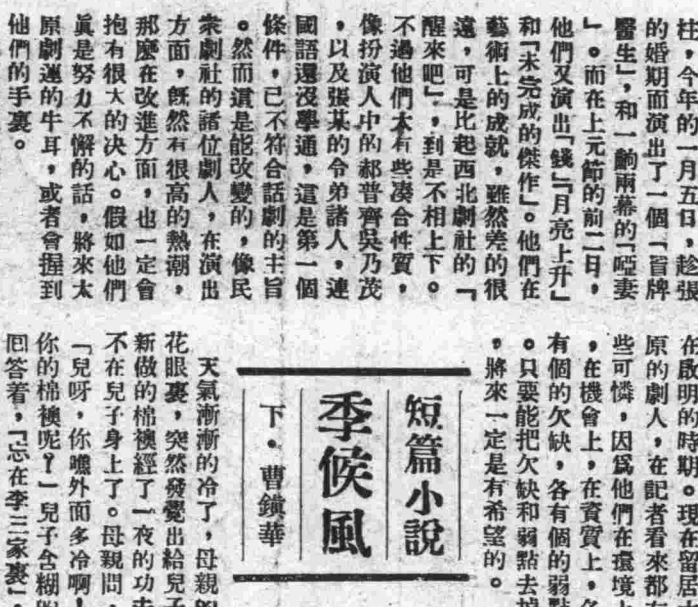 柱，今年的一月五日，趁張
的婚期而演出了一個「冒牌
醫生」，和一齣兩幕的「啞妻
」。而在上元節的前二日，
他們又演出「錢」「月亮上升」
和「未完成的傑作」。他們在
藝術上的成就，雖然差的很
遠，可是比起西北劇社的「
醒來吧」，到是不相上下。
不過他們太有些凑合性質，
像扮演人中的郝普齊吳乃茂
，以及張某的令弟諸人，連
國語還沒學通，這是第一個
條件，已不符合話劇的主旨
。然而這是能改變的，像民
衆劇社的諸位劇人，在演出
方面，旣然有很高的熱潮，
那麼在改進方面，也一定會
抱有很大的决心。假如他們
眞是努力不懈的話，將來太
原劇運的牛耳，或者會握到
他們的手裏。
在啟明的時期。現在留居
原的劇人，在記者看來都
些可憐，因爲他們在環境
，在機會上，在資質上，各
有個的欠缺，各有個的弱點
。只要能把欠缺和弱點去
，將來一定是有希望的。
短篇小說
季候風
下．曹鎭華
天氣漸漸的冷了，母親
花眼裏，突然發覺出給兒子
新做的棉襖經了一夜的功
不在兒子身上了。母親問，
「兒呀，你瞧外面多冷啊！
你的棉襖呢？」兒子含糊
回答着，「忘在李三家裏」，